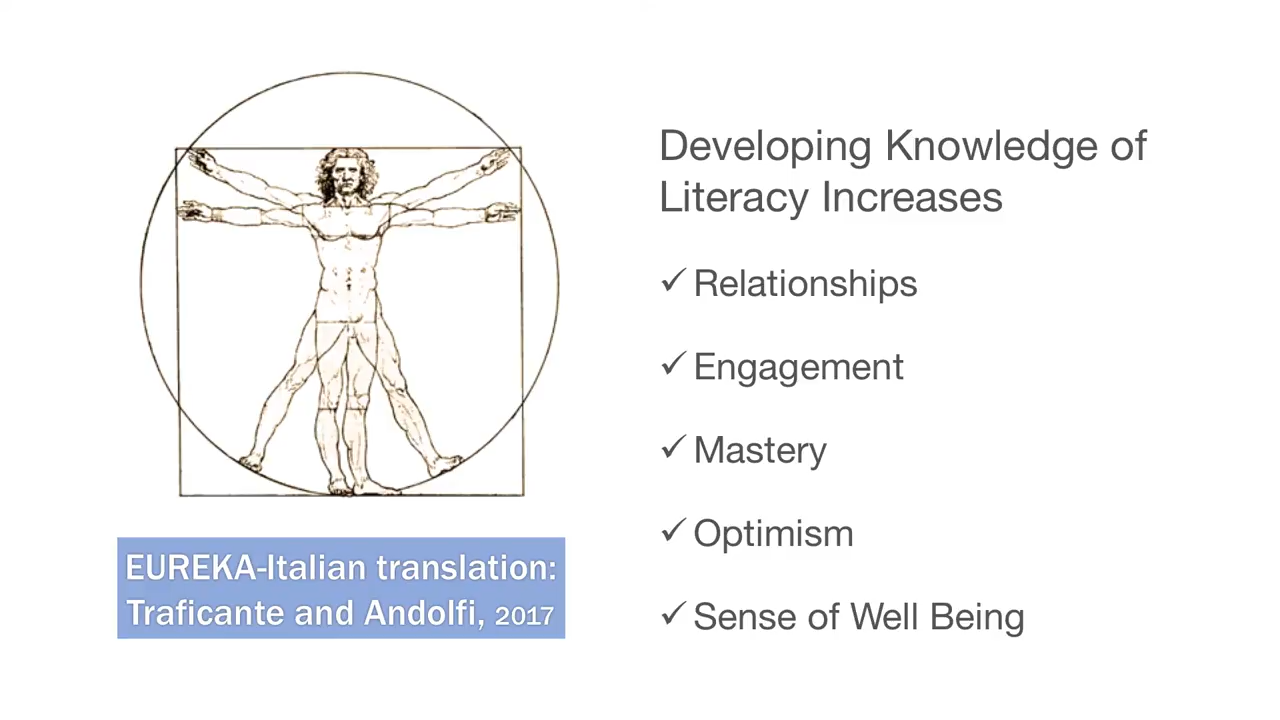 Developing Knowledge of
Literacy Increases
✓ Relationships
✓ Engagement
✓ Mastery
✓ Optimism
✓ Sense of Well Being
EUREKA-Italian translation:
Traficante and Andolfi, 2017